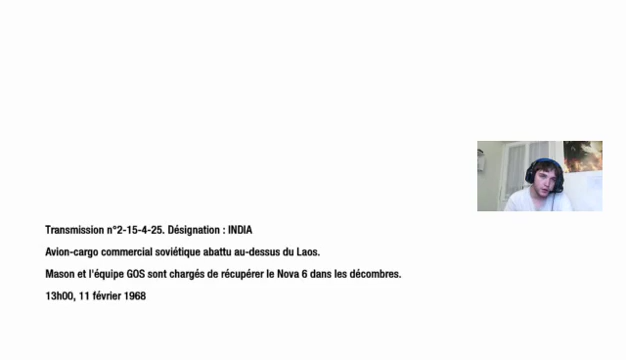 Transmission n°2-15-4-25. Désignation : INDIA
Avion-cargo commercial soviétique abattu au-dessus du Laos.
Mason et l'équipe GOS sont chargés de récupérer le Nova 6 dans les décombres.
13h00, 11 février 1968